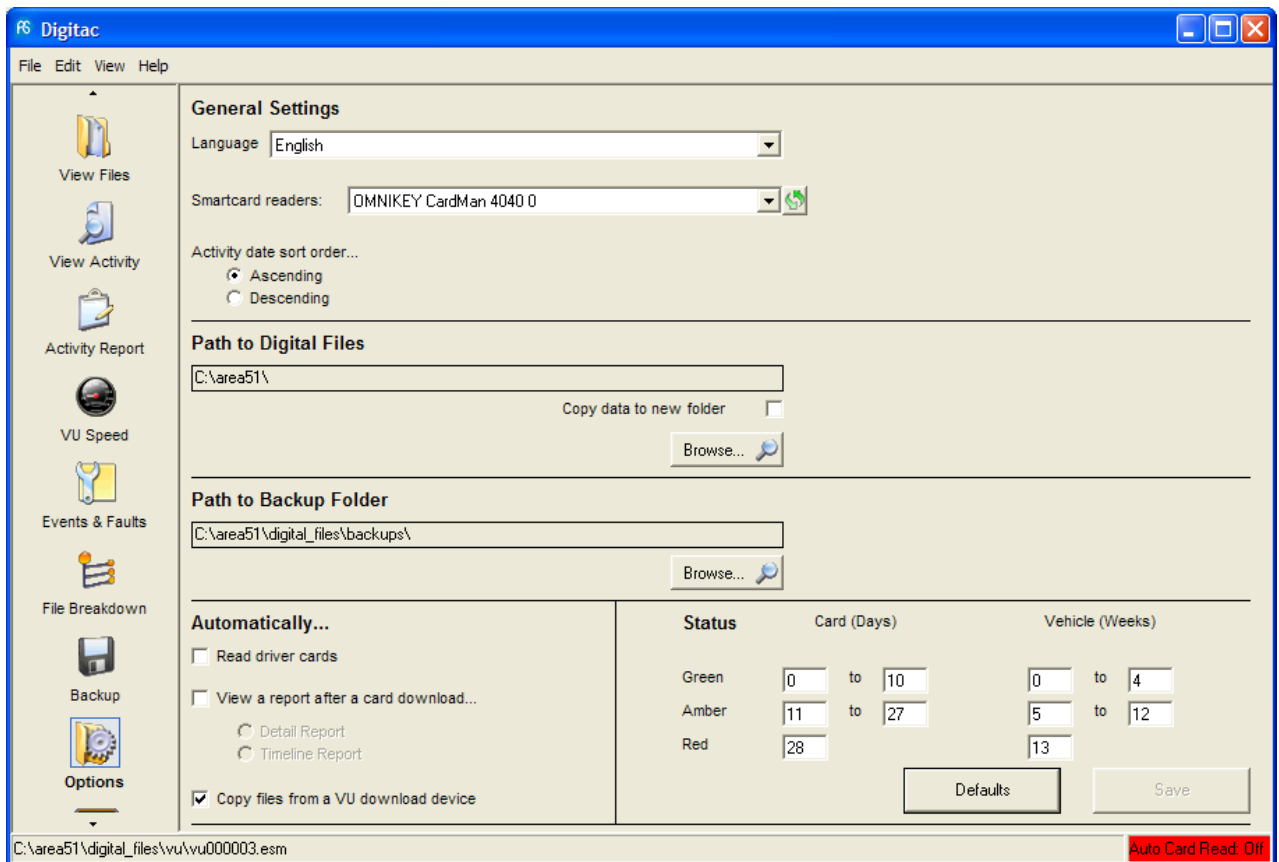 Digitac
File Edit View Help
View Files
View Activity
Activity Report
VU Speed
Events & Faults
File Breakdown
Backup
Options
General Settings
Language English
Smartcard readers: OMNIKEY CardMan 4040 0
Activity date sort order...
Ascending
Descending
Path to Digital Files
C:\area51\
Copy data to new folder
Browse...
Path to Backup Folder
C:\area51\digital_files\backups\
Browse...
Automatically...
Read driver cards
View a report after a card download...
Detail Report
Timeline Report
Copy files from a VU download device
Status Card (Days) Vehicle (Weeks)
Green 0 to 10 0 to 4
Amber 11 to 27 5 to 12
Red 28 13
Defaults Save
C:\area51\digital_files\vu\vu000003.esm Auto Card Read: Off